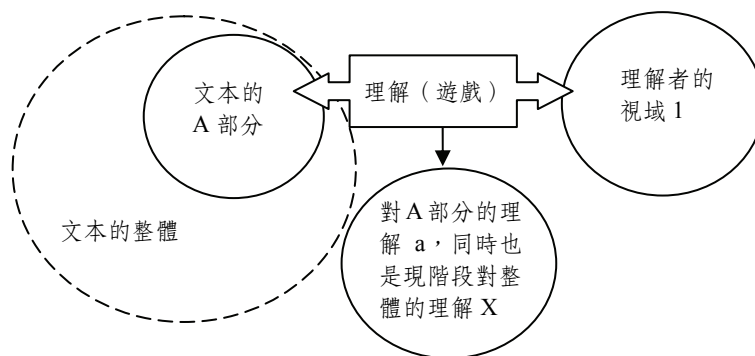 文本的
A 部分
理解（遊戲）
理解者的
視域 1
文本的整體
對 A 部分的理
解 a，同時也
是現階段對整
體的理解 X